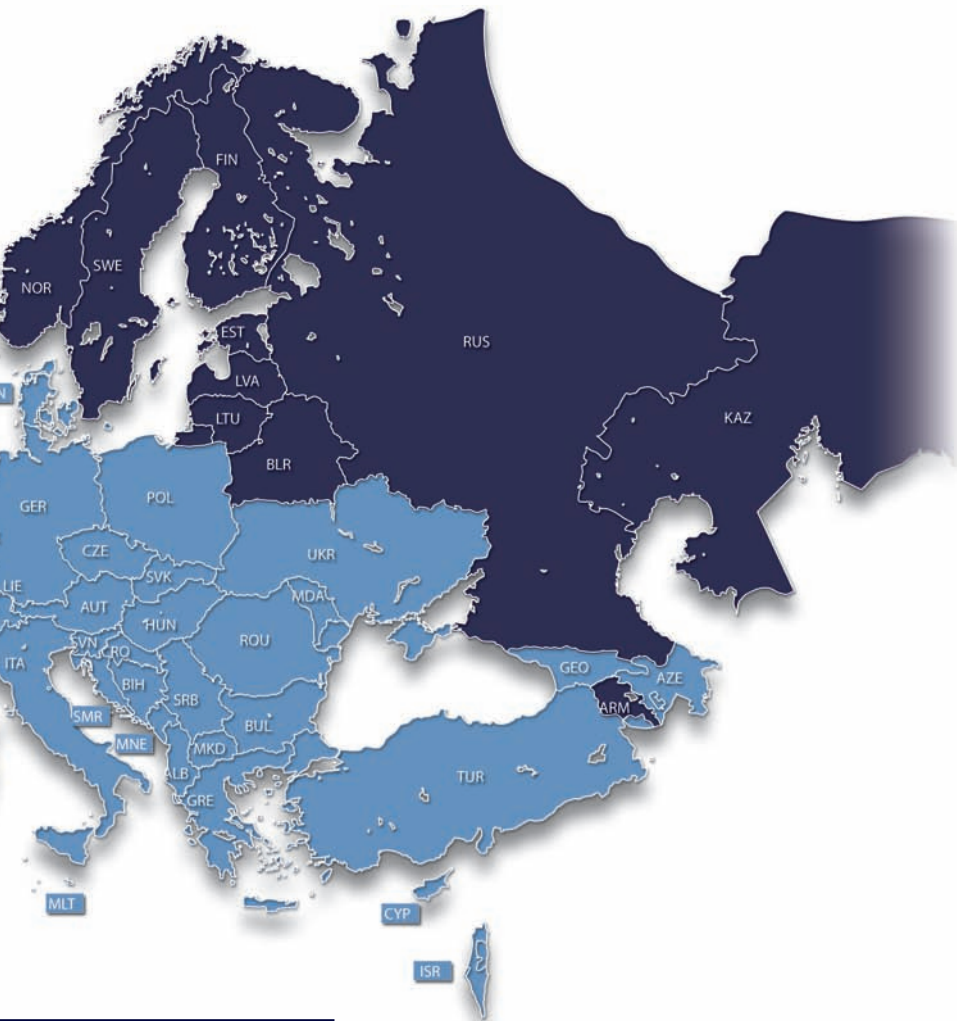 FIN
SWE
NOR
RUS
EST
LVA
KAZ
N
LTU
BLR
GER
POL
UKR
CZE
SVK
LIE
MDA
AUT
HUN
ROU
SVN
CRO
ITA
GEO
AZE
BIH
SRB
ARM
SMR
BUL
MNE
MKD
ALB
TUR
GRE
MLT
CYP
ISR